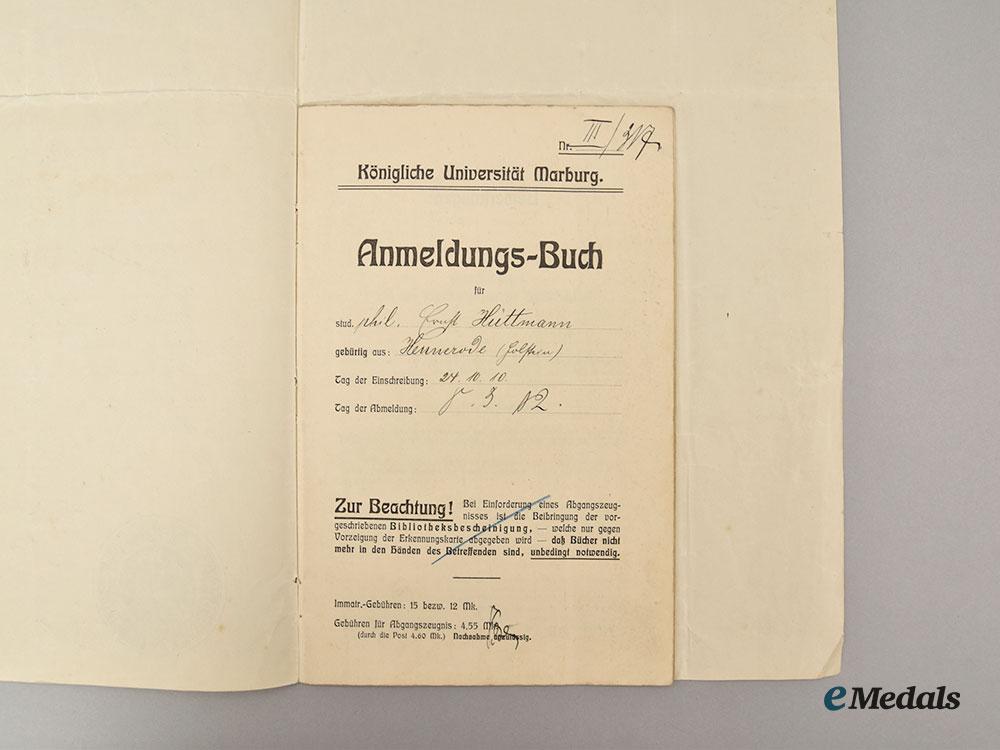 Nr. III/217
Königliche Universität Marburg.
Anmeldungs-Buch
für
stud. phil. Ernst Hüttmann
gebürtig aus: Hennerode (Holstein)
Tag der Einschreibung: 24. 10. 10.
Tag der Abmeldung: 8. 3. 12.
Zur Beachtung! Bei Einforderung eines Abgangszeug-
nisses ist die Beibringung der vor-
geschriebenen Bibliotheksbescheinigung, — welche nur gegen
Vorzeigung der Erkennungskarte abgegeben wird — daß Bücher nicht
mehr in den Händen des Betreffenden sind, unbedingt notwendig.
Immatr.-Gebühren: 15 bezw. 12 Mk.
Gebühren für Abgangszeugnis: 4,55 Mk.
(durch die Post 4.60 Mk.) Nachnahme unzulässig.
eMedals